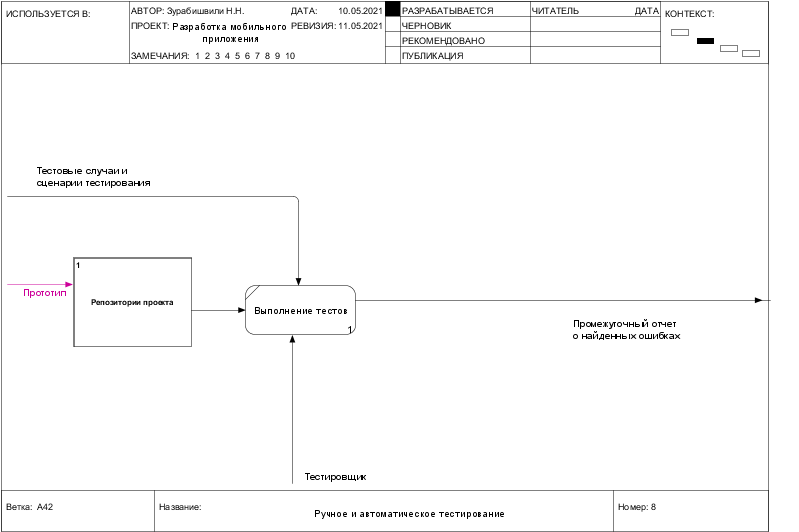 ИСПОЛЬЗУЕТСЯ В:
АВТОР: Зурабишвили Н.Н.
ДАТА: 10.05.2021
ПРОЕКТ: Разработка мобильного
приложения
РЕВИЗИЯ: 11.05.2021
ЗАМЕЧАНИЯ: 1 2 3 4 5 6 7 8 9 10
РАЗРАБАТЫВАЕТСЯ
ЧЕРНОВИК
РЕКОМЕНДОВАНО
ПУБЛИКАЦИЯ
ЧИТАТЕЛЬ
ДАТА
КОНТЕКСТ:
Тестовые случаи и
сценарии тестирования
1
Прототип
Репозитории проекта
Выполнение тестов
1
Промежуточный отчет
о найденных ошибках
Тестировщик
Ветка: А42
Название:
Ручное и автоматическое тестирование
Номер: 8